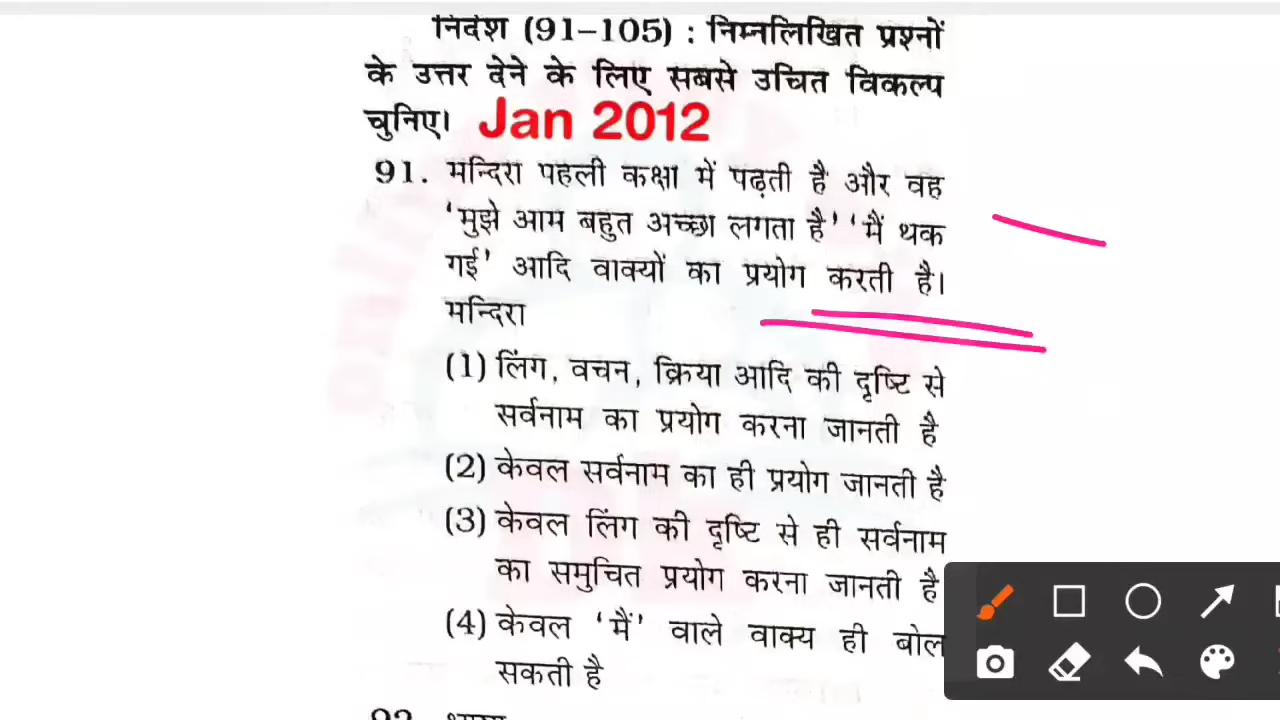 निर्देश (91–105) : निम्नलिखित प्रश्नों
के उत्तर देने के लिए सबसे उचित विकल्प
चुनिए। Jan 2012
91. मन्दिरा पहली कक्षा में पढ़ती है और वह
‘मुझे आम बहुत अच्छा लगता है’ ‘मैं थक
गई’ आदि वाक्यों का प्रयोग करती है।
मन्दिरा
(1) लिंग, वचन, क्रिया आदि की दृष्टि से
सर्वनाम का प्रयोग करना जानती है
(2) केवल सर्वनाम का ही प्रयोग जानती है
(3) केवल लिंग की दृष्टि से ही सर्वनाम
का समुचित प्रयोग करना जानती है
(4) केवल ‘मैं’ वाले वाक्य ही बोल
सकती है